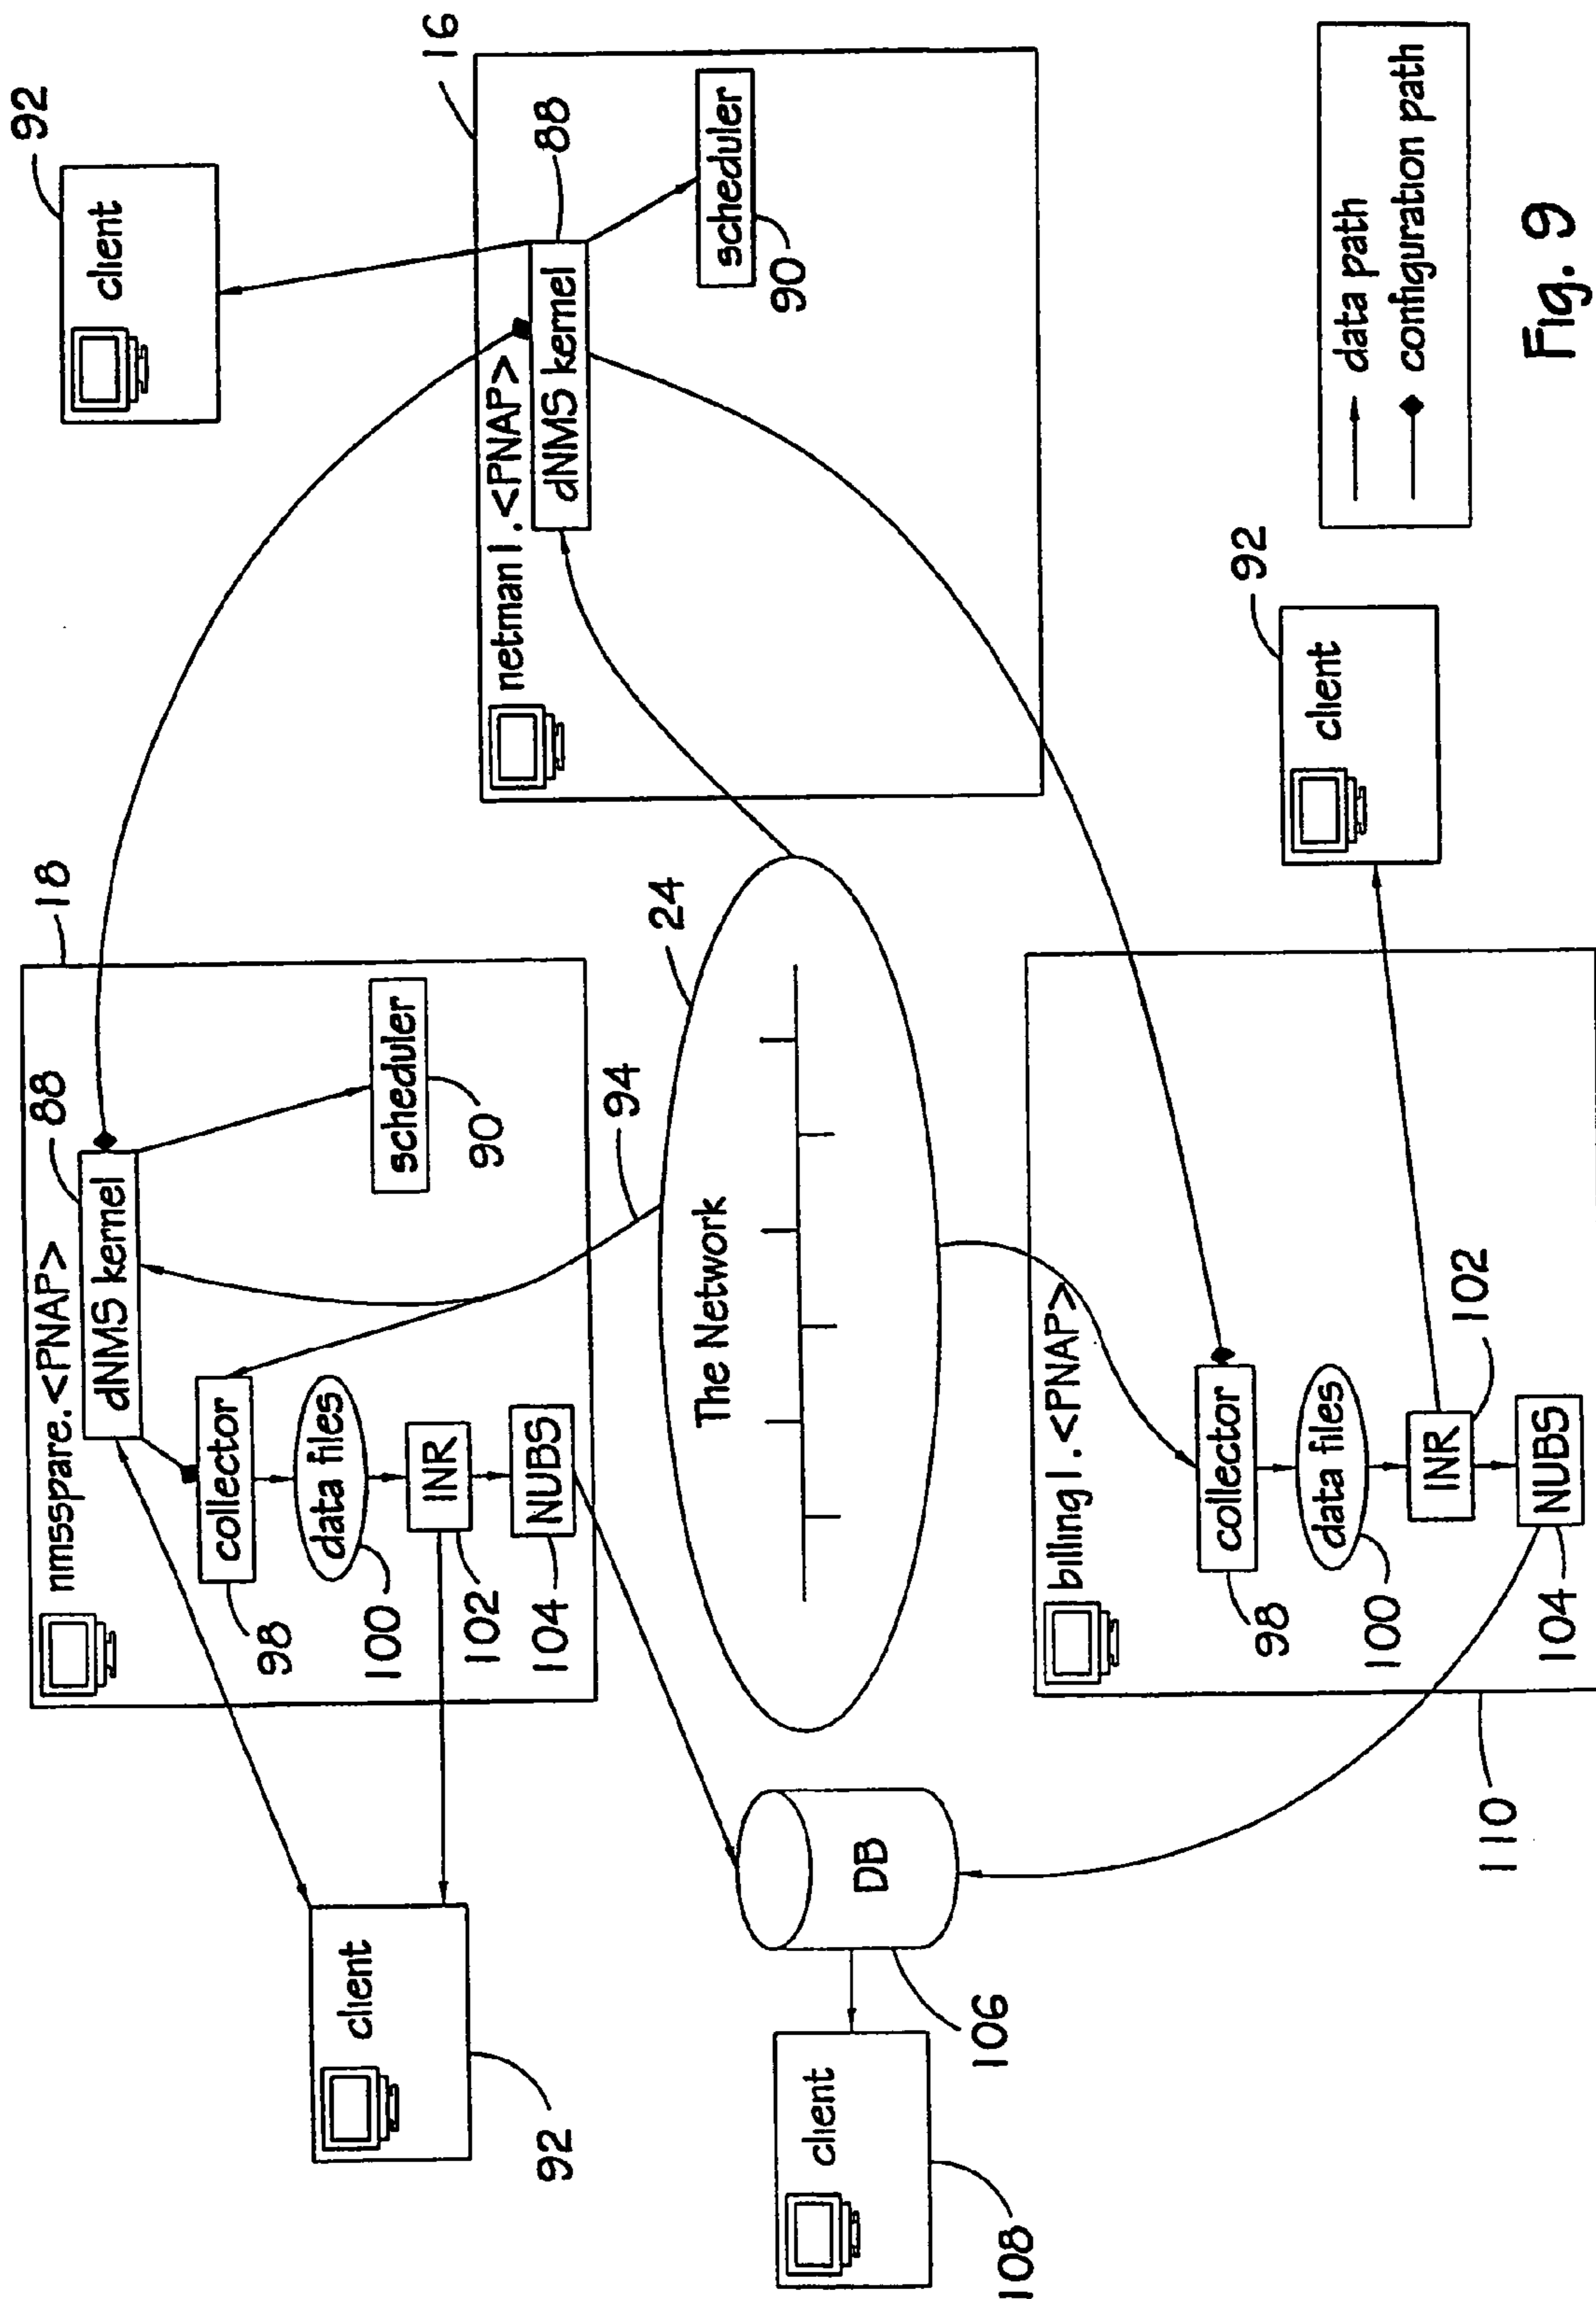 18
nmsspare.<PNAP>
88
dNMS kernel
collector
98
data files
100
INR
102
NUBS
104
scheduler
90
94
client
92
client
92
16
netman1.<PNAP>
dNMS kernel
88
scheduler
90
The Network
24
DB
106
client
108
billing1.<PNAP>
collector
98
data files
100
INR
102
NUBS
104
110
client
92
data path
configuration path
Fig. 9